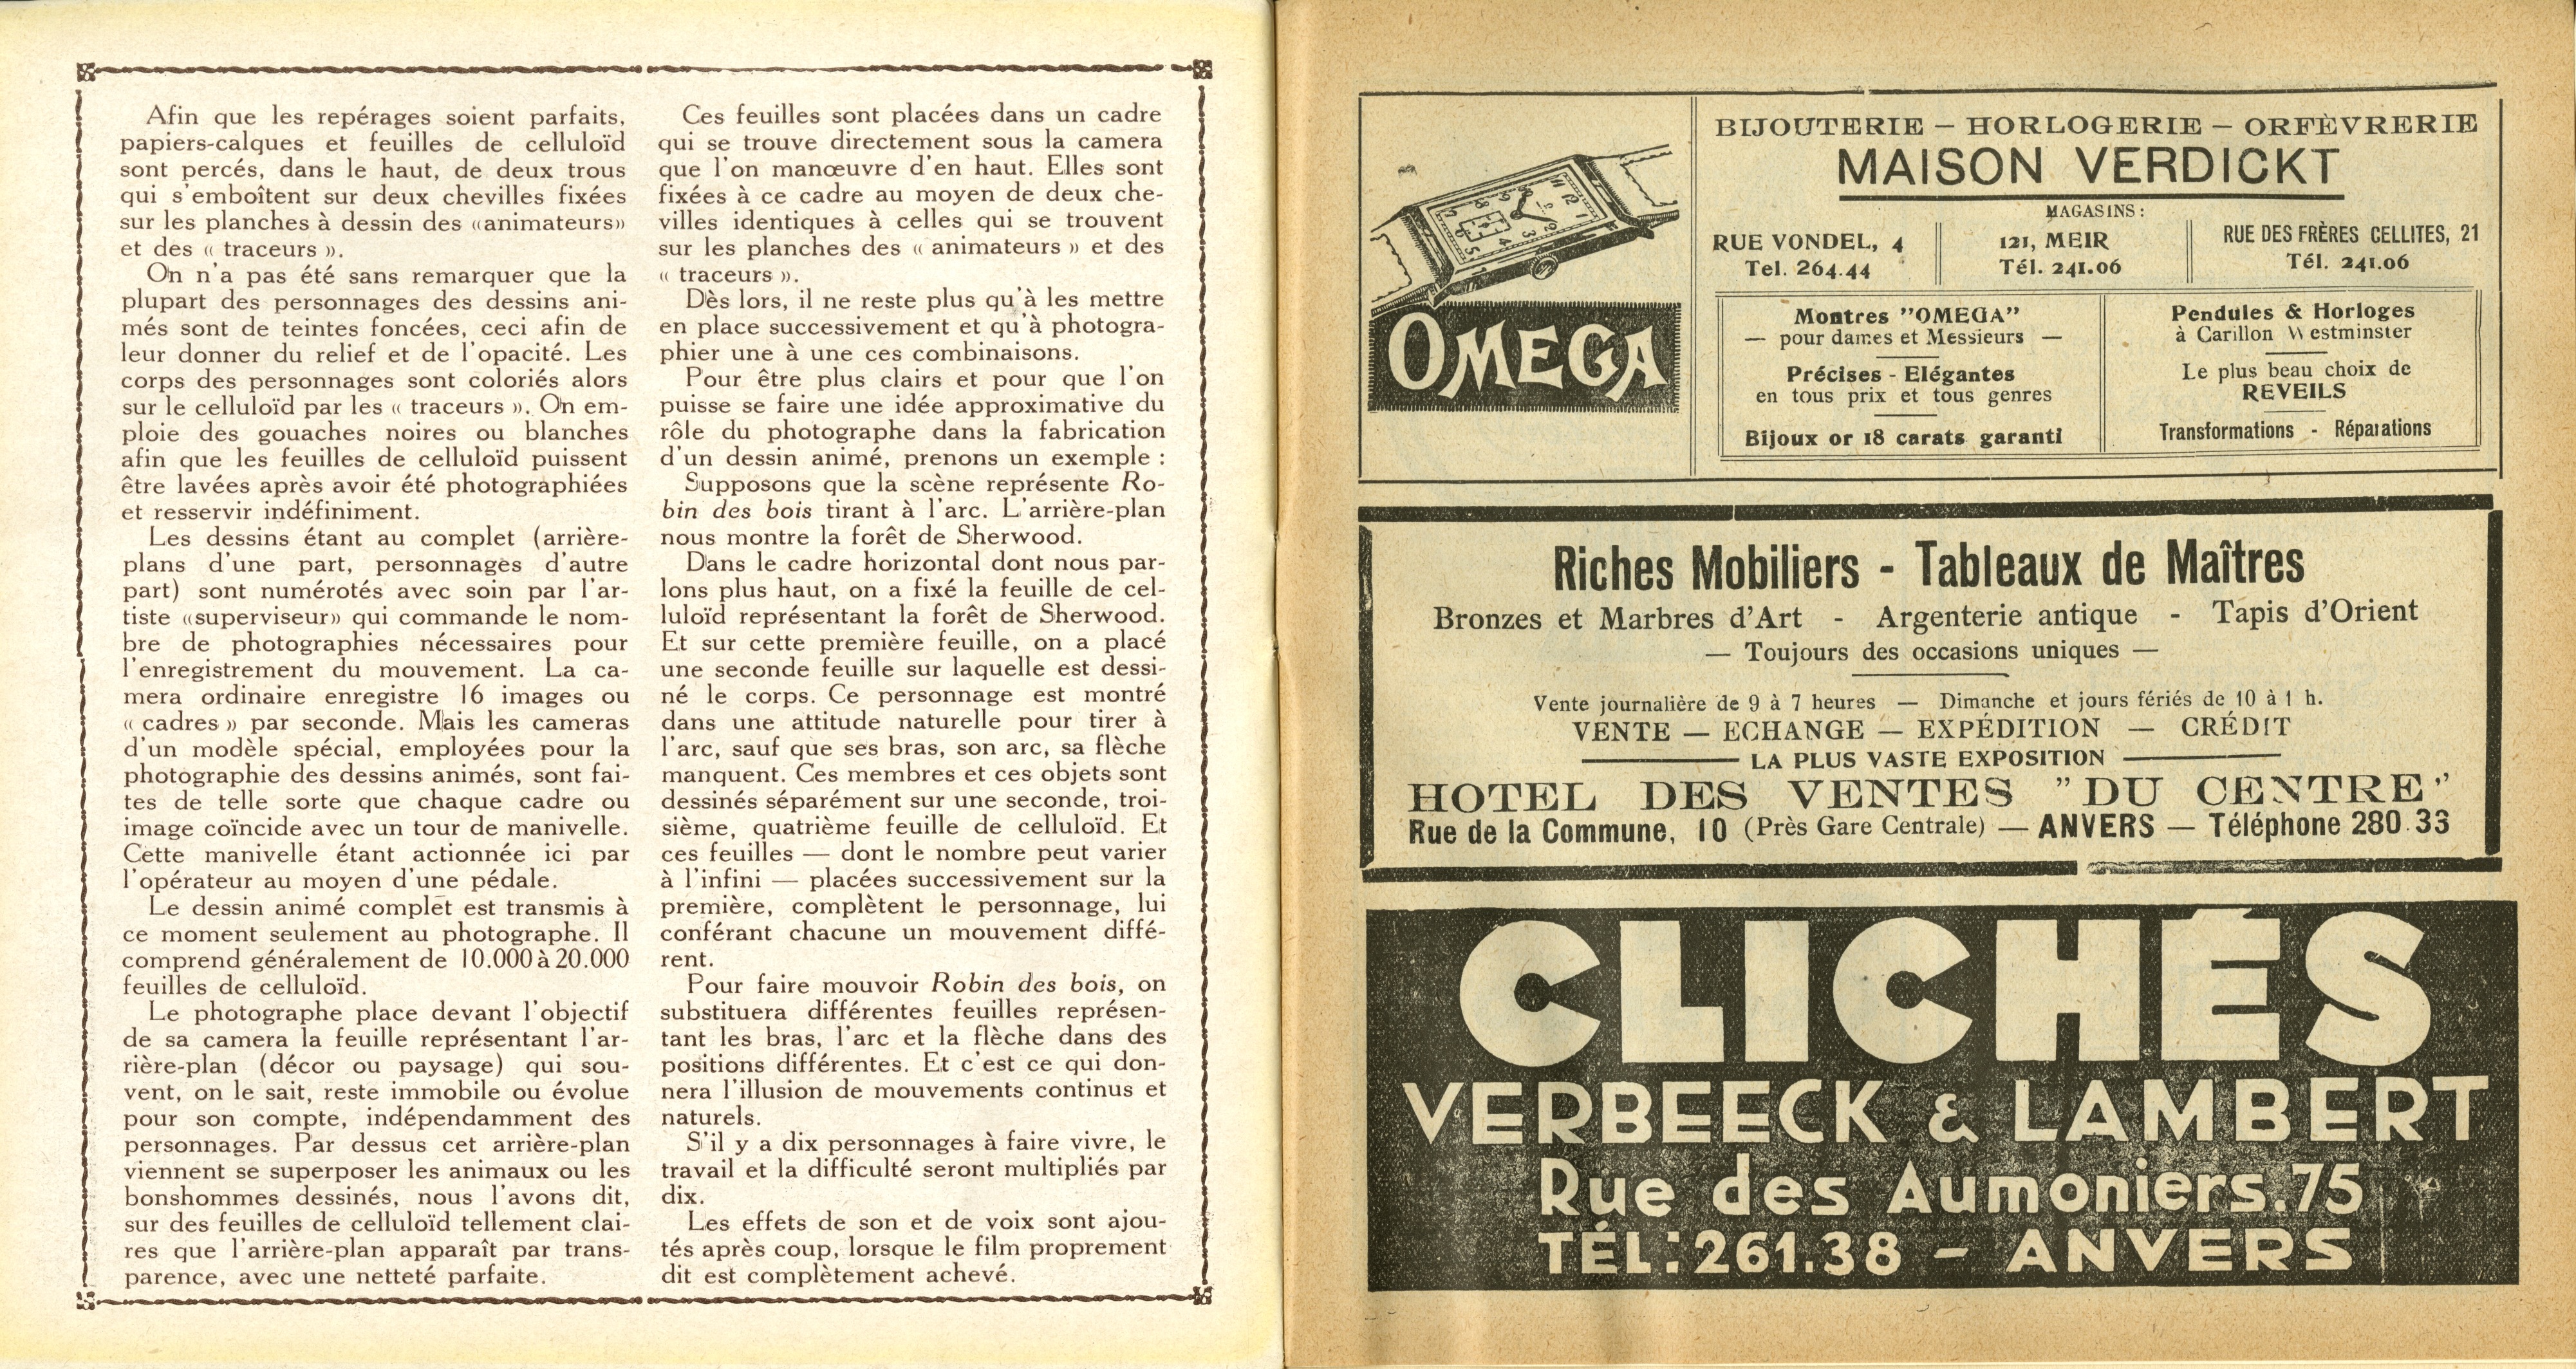 Afin que les repérages soient parfaits,
papiers-calques et feuilles de celluloïd
sont percés, dans le haut, de deux trous
qui s'emboîtent sur deux chevilles fixées
sur les planches à dessin des «animateurs»
et des « traceurs ».
On n'a pas été sans remarquer que la
plupart des personnages des dessins ani-
més sont de teintes foncées, ceci afin de
leur donner du relief et de l'opacité. Les
corps des personnages sont coloriés alors
sur le celluloïd par les « traceurs ». On em-
ploie des gouaches noires ou blanches
afin que les feuilles de celluloïd puissent
être lavées après avoir été photographiées
et resservir indéfiniment.
Les dessins étant au complet (arrière-
plans d'une part, personnages d'autre
part) sont numérotés avec soin par l'ar-
tiste «superviseur» qui commande le nom-
bre de photographies nécessaires pour
l'enregistrement du mouvement. La ca-
mera ordinaire enregistre 16 images ou
« cadres » par seconde. Mais les cameras
d'un modèle spécial, employées pour la
photographie des dessins animés, sont fai-
tes de telle sorte que chaque cadre ou
image coïncide avec un tour de manivelle.
Cette manivelle étant actionnée ici par
l'opérateur au moyen d'une pédale.
Le dessin animé complet est transmis à
ce moment seulement au photographe. Il
comprend généralement de 10.000 à 20.000
feuilles de celluloïd.
Le photographe place devant l'objectif
de sa camera la feuille représentant l'ar-
rière-plan (décor ou paysage) qui sou-
vent, on le sait, reste immobile ou évolue
pour son compte, indépendamment des
personnages. Par dessus cet arrière-plan
viennent se superposer les animaux ou les
bonshommes dessinés, nous l'avons dit,
sur des feuilles de celluloïd tellement clai-
res que l'arrière-plan apparaît par trans-
parence, avec une netteté parfaite.
Ces feuilles sont placées dans un cadre
qui se trouve directement sous la camera
que l'on manœuvre d'en haut. Elles sont
fixées à ce cadre au moyen de deux che-
villes identiques à celles qui se trouvent
sur les planches des « animateurs » et des
« traceurs ».
Dès lors, il ne reste plus qu'à les mettre
en place successivement et qu'à photogra-
phier une à une ces combinaisons.
Pour être plus clairs et pour que l'on
puisse se faire une idée approximative du
rôle du photographe dans la fabrication
d'un dessin animé, prenons un exemple :
Supposons que la scène représente Ro-
bin des bois tirant à l'arc. L'arrière-plan
nous montre la forêt de Sherwood.
Dans le cadre horizontal dont nous par-
lons plus haut, on a fixé la feuille de cel-
luloïd représentant la forêt de Sherwood.
Et sur cette première feuille, on a placé
une seconde feuille sur laquelle est dessi-
né le corps. Ce personnage est montré
dans une attitude naturelle pour tirer à
l'arc, sauf que ses bras, son arc, sa flèche
manquent. Ces membres et ces objets sont
dessinés séparément sur une seconde, troi-
sième, quatrième feuille de celluloïd. Et
ces feuilles — dont le nombre peut varier
à l'infini — placées successivement sur la
première, complètent le personnage, lui
conférant chacune un mouvement diffé-
rent.
Pour faire mouvoir Robin des bois, on
substituera différentes feuilles représen-
tant les bras, l'arc et la flèche dans des
positions différentes. Et c'est ce qui don-
nera l'illusion de mouvements continus et
naturels.
S'il y a dix personnages à faire vivre, le
travail et la difficulté seront multipliés par
dix.
Les effets de son et de voix sont ajou-
tés après coup, lorsque le film proprement
dit est complètement achevé.
OMEGA
BIJOUTERIE – HORLOGERIE – ORFÈVRERIE
MAISON VERDICKT
MAGASINS :
RUE VONDEL, 4
Tel. 264.44
121, MEIR
Tél. 241.06
RUE DES FRÈRES CELLITES, 21
Tél. 241.06
Montres "OMEGA"
— pour dames et Messieurs —
Précises - Elégantes
en tous prix et tous genres
Bijoux or 18 carats garanti
Pendules & Horloges
à Carillon Westminster
Le plus beau choix de
REVEILS
Transformations - Réparations
Riches Mobiliers - Tableaux de Maîtres
Bronzes et Marbres d'Art - Argenterie antique - Tapis d'Orient
— Toujours des occasions uniques —
Vente journalière de 9 à 7 heures — Dimanche et jours fériés de 10 à 1 h.
VENTE — ECHANGE — EXPÉDITION — CRÉDIT
LA PLUS VASTE EXPOSITION
HOTEL DES VENTES "DU CENTRE"
Rue de la Commune, 10 (Près Gare Centrale) — ANVERS — Téléphone 280.33
CLICHÉS
VERBEECK & LAMBERT
Rue des Aumoniers.75
TÉL:261.38 - ANVERS